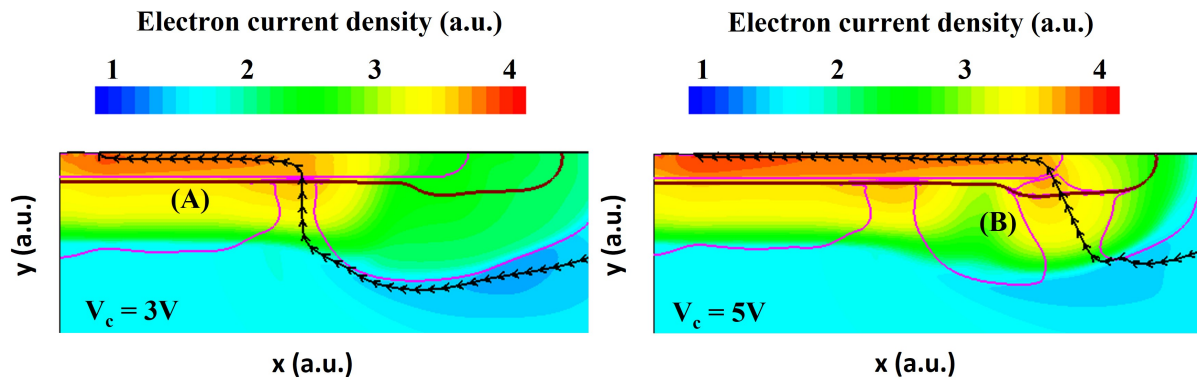 Electron current density (a.u.)
1 2 3 4
y (a.u.)
(A)
V_c = 3V
x (a.u.)
Electron current density (a.u.)
1 2 3 4
y (a.u.)
(B)
V_c = 5V
x (a.u.)